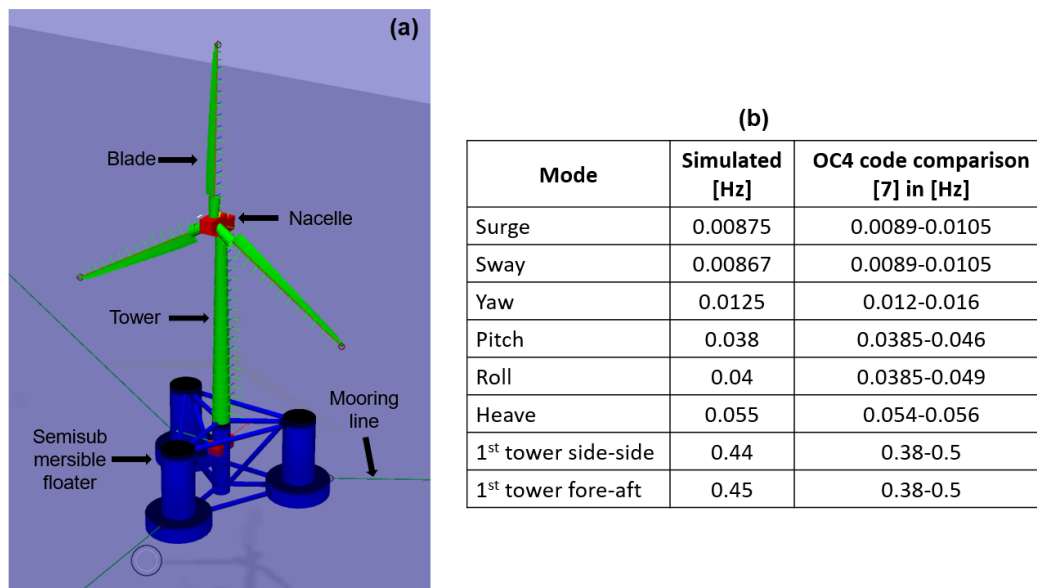 (a)
Blade
Nacelle
Tower
Mooring
line
Semisub
mersible
floater
(b)
Mode Simulated [Hz] OC4 code comparison [7] in [Hz]
Surge 0.00875 0.0089-0.0105
Sway 0.00867 0.0089-0.0105
Yaw 0.0125 0.012-0.016
Pitch 0.038 0.0385-0.046
Roll 0.04 0.0385-0.049
Heave 0.055 0.054-0.056
1st tower side-side 0.44 0.38-0.5
1st tower fore-aft 0.45 0.38-0.5